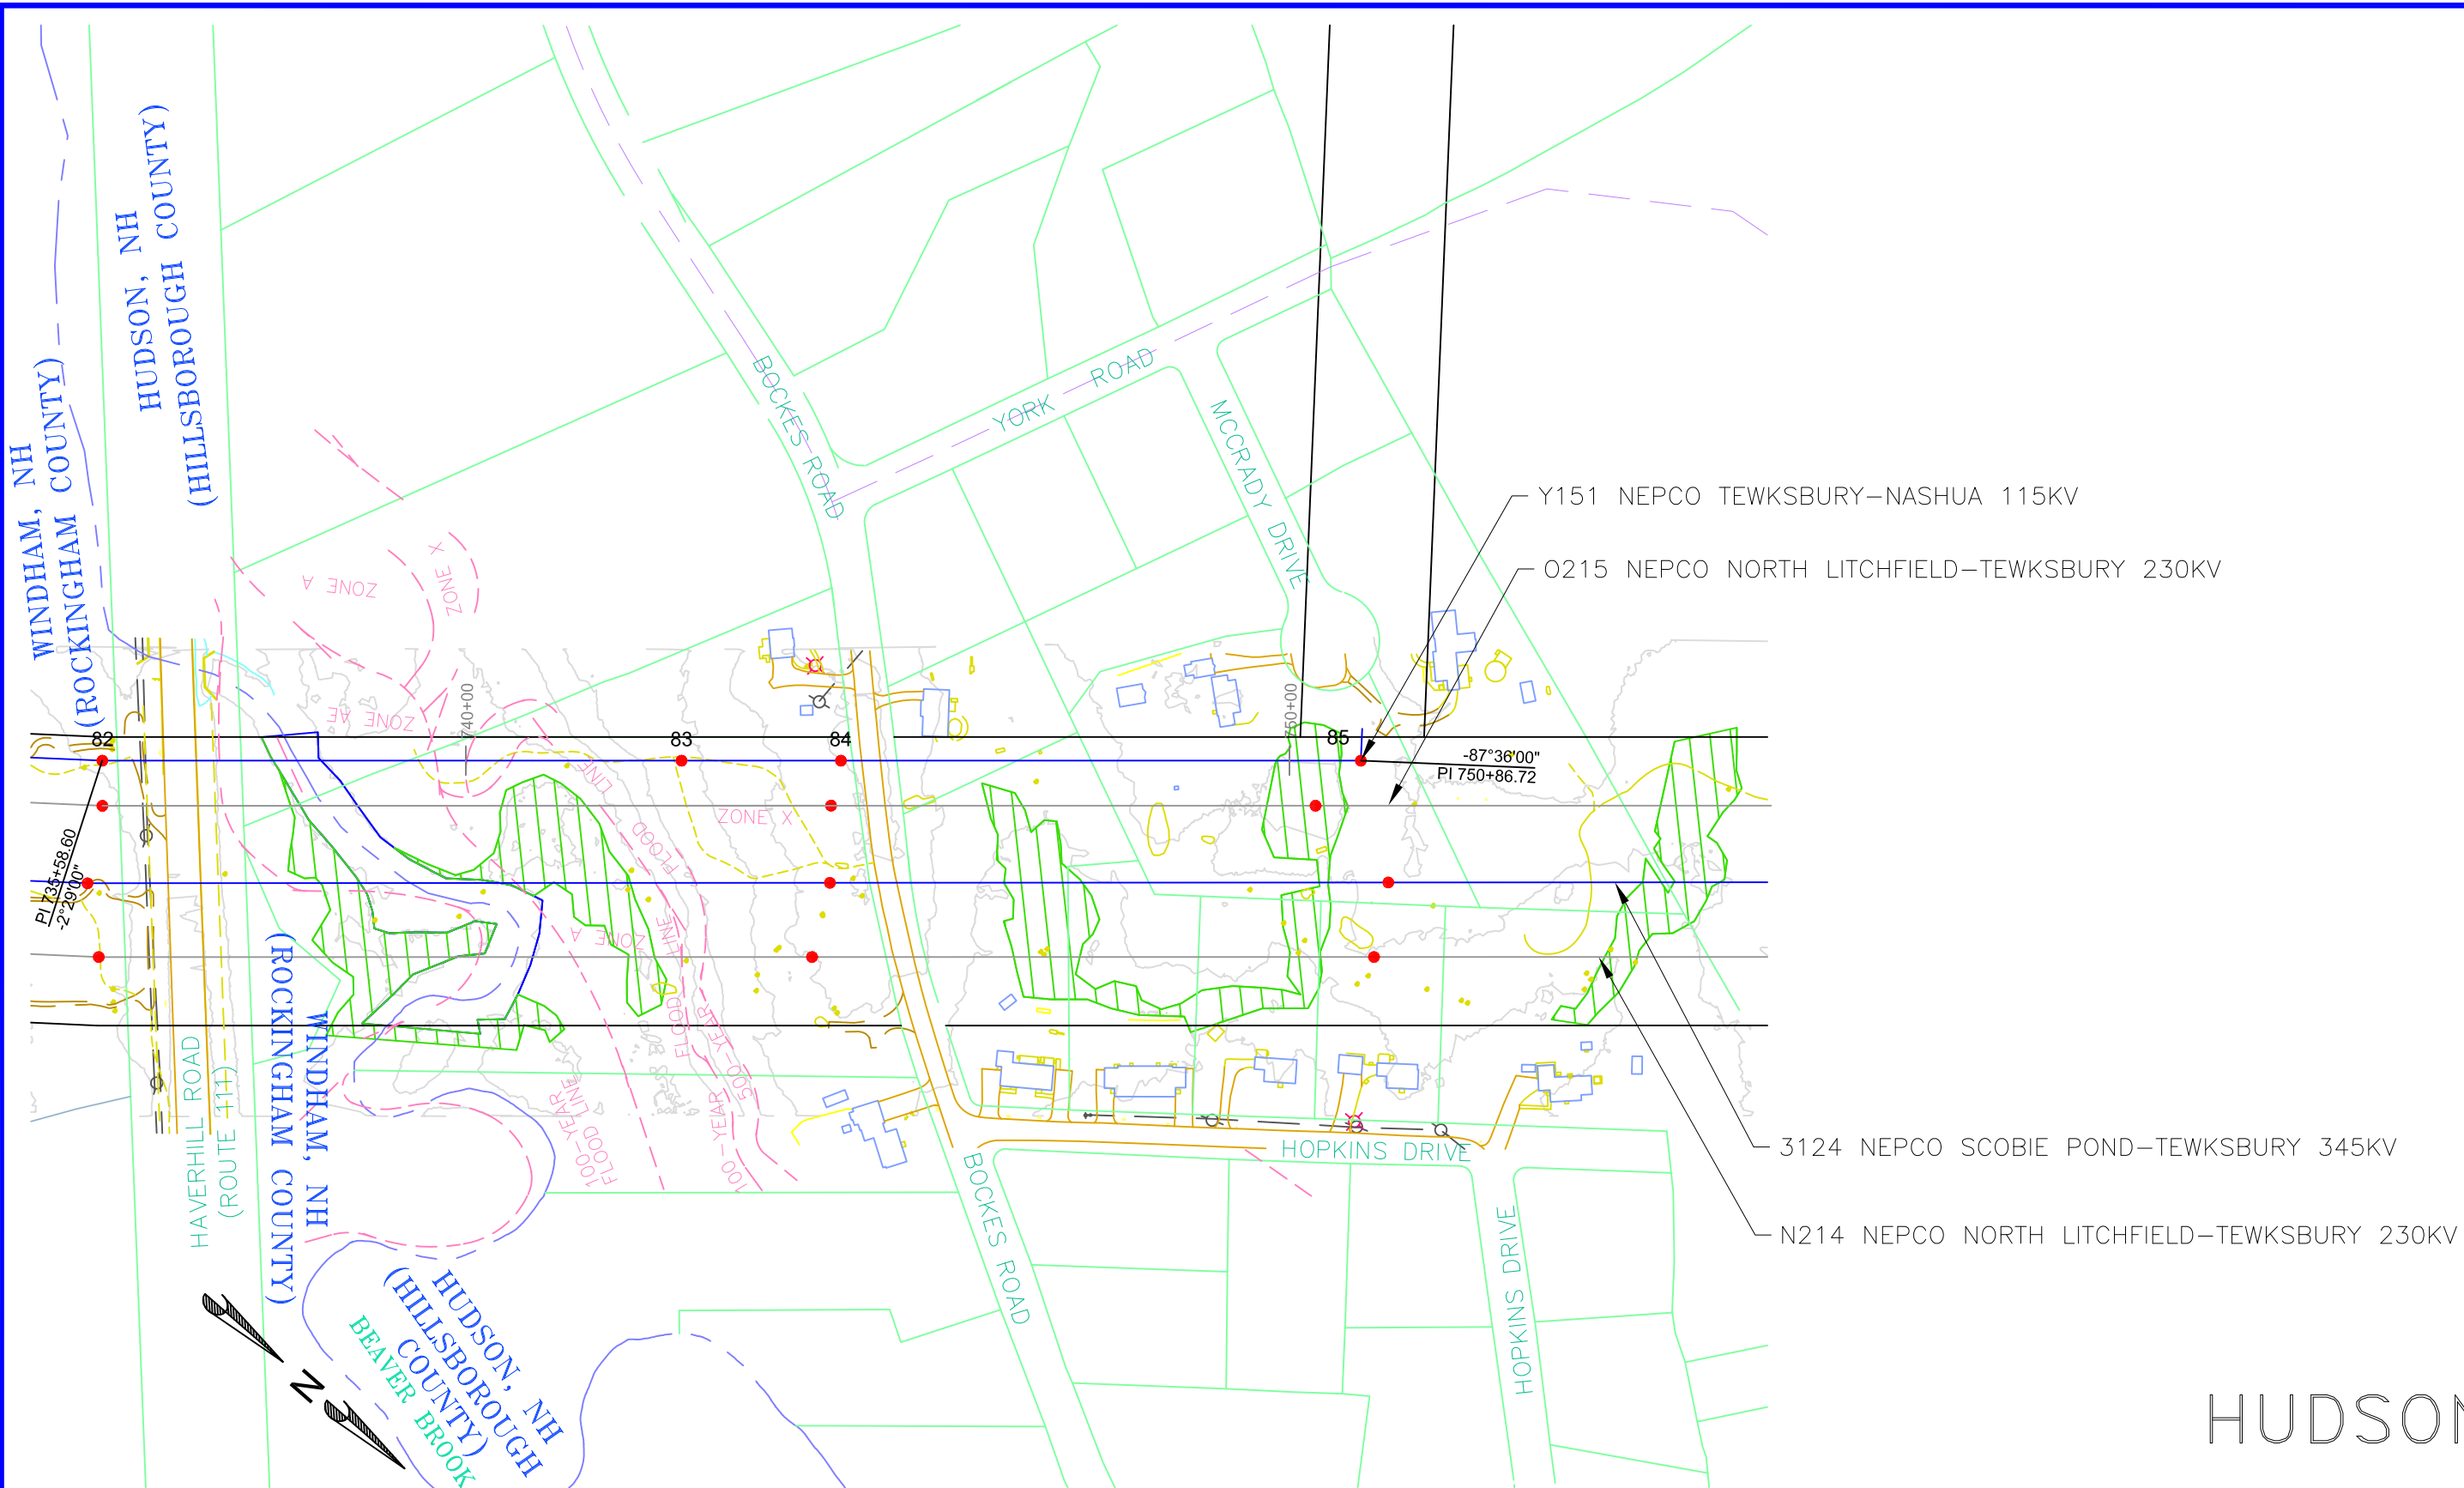 HUDSON, NH
(HILLSBOROUGH COUNTY)
WINDHAM, NH
(ROCKINGHAM COUNTY)
BOCKES ROAD
YORK ROAD
MCCRADY DRIVE
Y151 NEPCO TEWKSBURY-NASHUA 115KV
O215 NEPCO NORTH LITCHFIELD-TEWKSBURY 230KV
ZONE A
ZONE X
ZONE AE
740+00
750+00
82
83
84
85
-87°36'00"
PI 750+86.72
PI 735+58.60
-2°29'00"
LINE
FLOOD
ZONE X
ZONE A
FLOOD LINE
100-YEAR
500-YEAR
100-YEAR
FLOOD LINE
HAVERHILL ROAD
(ROUTE 111)
WINDHAM, NH
(ROCKINGHAM COUNTY)
HOPKINS DRIVE
3124 NEPCO SCOBIE POND-TEWKSBURY 345KV
N214 NEPCO NORTH LITCHFIELD-TEWKSBURY 230KV
BOCKES ROAD
HOPKINS DRIVE
HUDSON, NH
(HILLSBOROUGH
COUNTY)
BEAVER BROOK
N
HUDSON